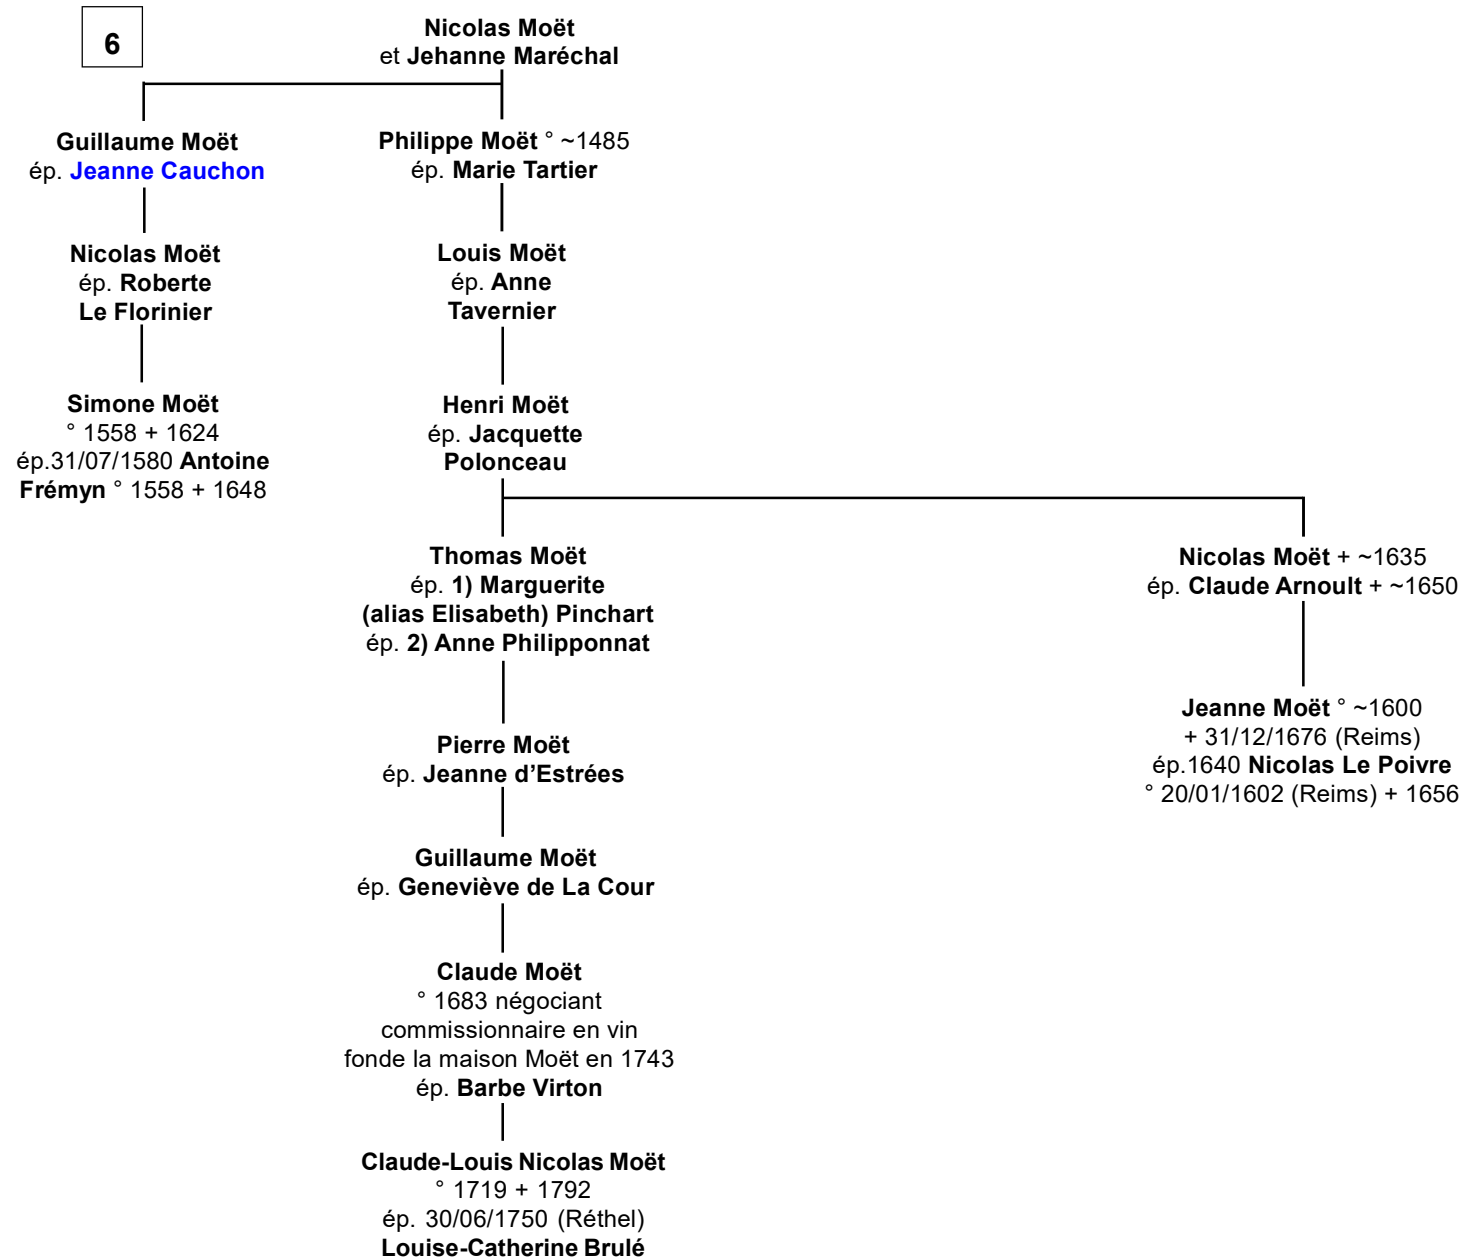 6
Nicolas Moët
et Jehanne Maréchal
Guillaume Moët
ép. Jeanne Cauchon
Philippe Moët ° ~1485
ép. Marie Tartier
Nicolas Moët
ép. Roberte
Le Florinier
Louis Moët
ép. Anne
Tavernier
Simone Moët
° 1558 + 1624
ép.31/07/1580 Antoine
Frémyn ° 1558 + 1648
Henri Moët
ép. Jacquette
Polonceau
Thomas Moët
ép. 1) Marguerite
(alias Elisabeth) Pinchart
ép. 2) Anne Philipponnat
Nicolas Moët + ~1635
ép. Claude Arnoult + ~1650
Pierre Moët
ép. Jeanne d’Estrées
Jeanne Moët ° ~1600
+ 31/12/1676 (Reims)
ép.1640 Nicolas Le Poivre
° 20/01/1602 (Reims) + 1656
Guillaume Moët
ép. Geneviève de La Cour
Claude Moët
° 1683 négociant
commissionnaire en vin
fonde la maison Moët en 1743
ép. Barbe Virton
Claude-Louis Nicolas Moët
° 1719 + 1792
ép. 30/06/1750 (Réthel)
Louise-Catherine Brulé